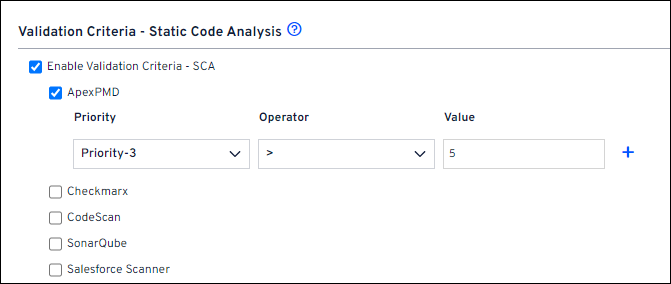 Validation Criteria - Static Code Analysis ?
Enable Validation Criteria - SCA
ApexPMD
Priority Operator Value
Priority-3 > 5 +
Checkmarx
CodeScan
SonarQube
Salesforce Scanner